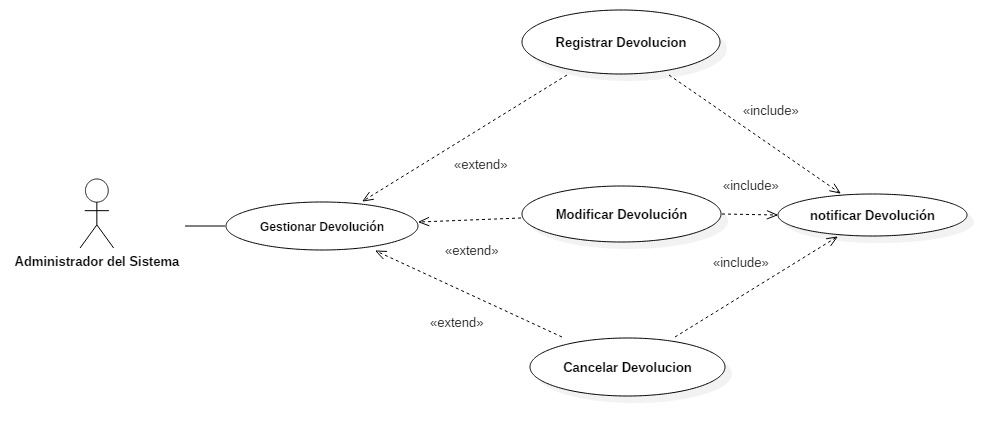 Registrar Devolucion
«include»
«extend»
«include»
Modificar Devolución
notificar Devolución
Gestionar Devolución
«extend»
Administrador del Sistema
«include»
«extend»
Cancelar Devolucion